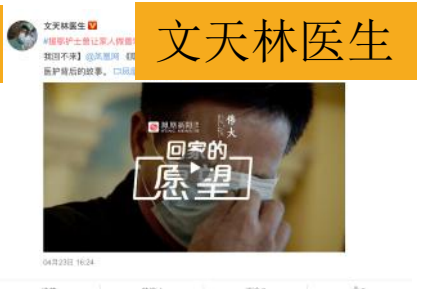 文天林医生
文天林医生
#援鄂护士曾让家人做最
我回不来】@凤凰网
医护背后的故事。
凤凰新闻
伟大
回家的
愿望
04月23日 16:24